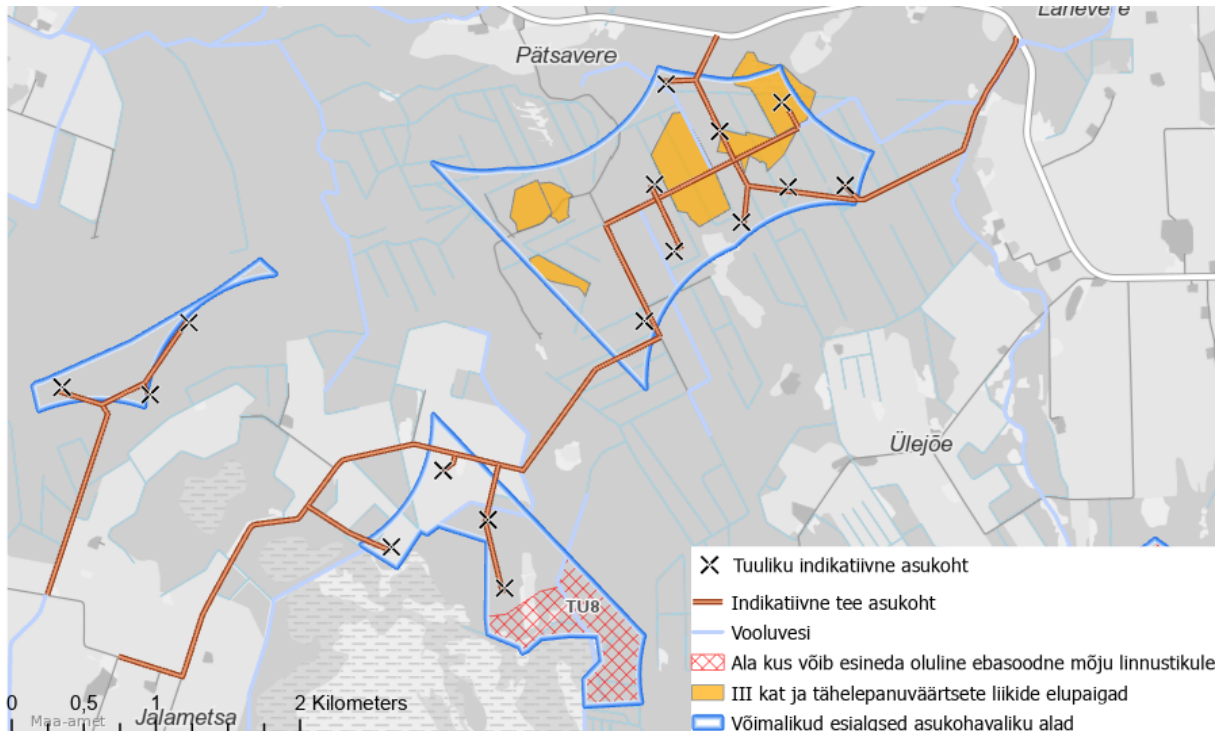 Lähevere
Pätsavere
Ülejõe
TU8
Jalametsa
Maa-amet
0 0,5 1 2 Kilometers
Tuuliku indikatiivne asukoht
Indikatiivne tee asukoht
Vooluvesi
Ala kus võib esineda oluline ebasoodne mõju linnustikule
III kat ja tähelepanuväärtsete liikide elupaigad
Võimalikud esialgsed asukohavaliku alad